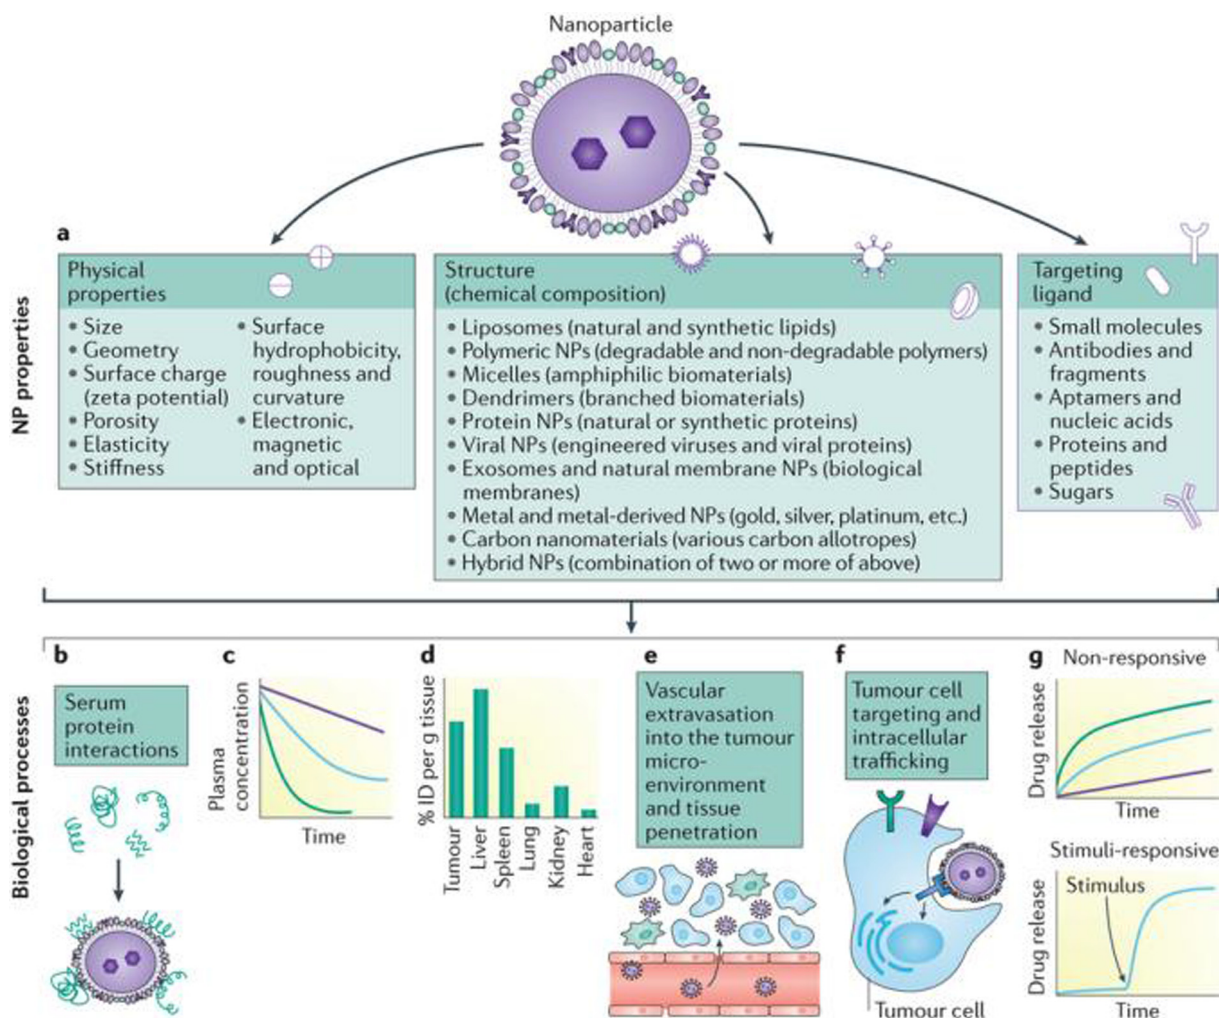 Nanoparticle
a
NP properties
Physical
properties
• Size
• Geometry
• Surface charge
(zeta potential)
• Porosity
• Elasticity
• Stiffness
• Surface
hydrophobicity,
roughness and
curvature
• Electronic,
magnetic
and optical
Structure
(chemical composition)
• Liposomes (natural and synthetic lipids)
• Polymeric NPs (degradable and non-degradable polymers)
• Micelles (amphiphilic biomaterials)
• Dendrimers (branched biomaterials)
• Protein NPs (natural or synthetic proteins)
• Viral NPs (engineered viruses and viral proteins)
• Exosomes and natural membrane NPs (biological
membranes)
• Metal and metal-derived NPs (gold, silver, platinum, etc.)
• Carbon nanomaterials (various carbon allotropes)
• Hybrid NPs (combination of two or more of above)
Targeting
ligand
• Small molecules
• Antibodies and
fragments
• Aptamers and
nucleic acids
• Proteins and
peptides
• Sugars
Biological processes
b
Serum
protein
interactions
c
Plasma
concentration
Time
d
% ID per g tissue
Tumour
Liver
Spleen
Lung
Kidney
Heart
e
Vascular
extravasation
into the tumour
micro-
environment
and tissue
penetration
f
Tumour cell
targeting and
intracellular
trafficking
Tumour cell
g
Non-responsive
Drug release
Time
Stimuli-responsive
Stimulus
Drug release
Time